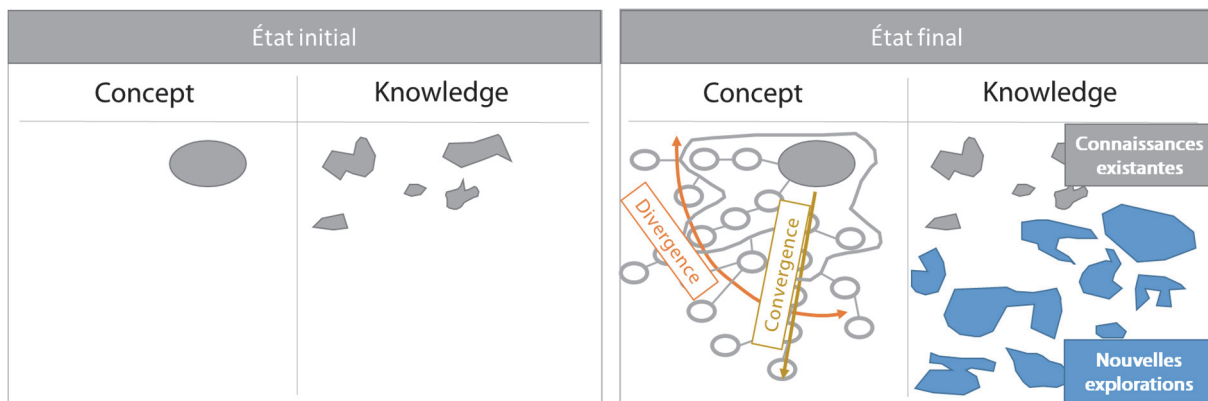 État initial
Concept
Knowledge
État final
Concept
Knowledge
Connaissances
existantes
Divergence
Convergence
Nouvelles
explorations